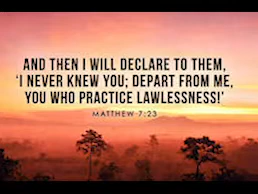 AND THEN I WILL DECLARE TO THEM,
‘I NEVER KNEW YOU; DEPART FROM ME,
YOU WHO PRACTICE LAWLESSNESS!’
MATTHEW 7:23